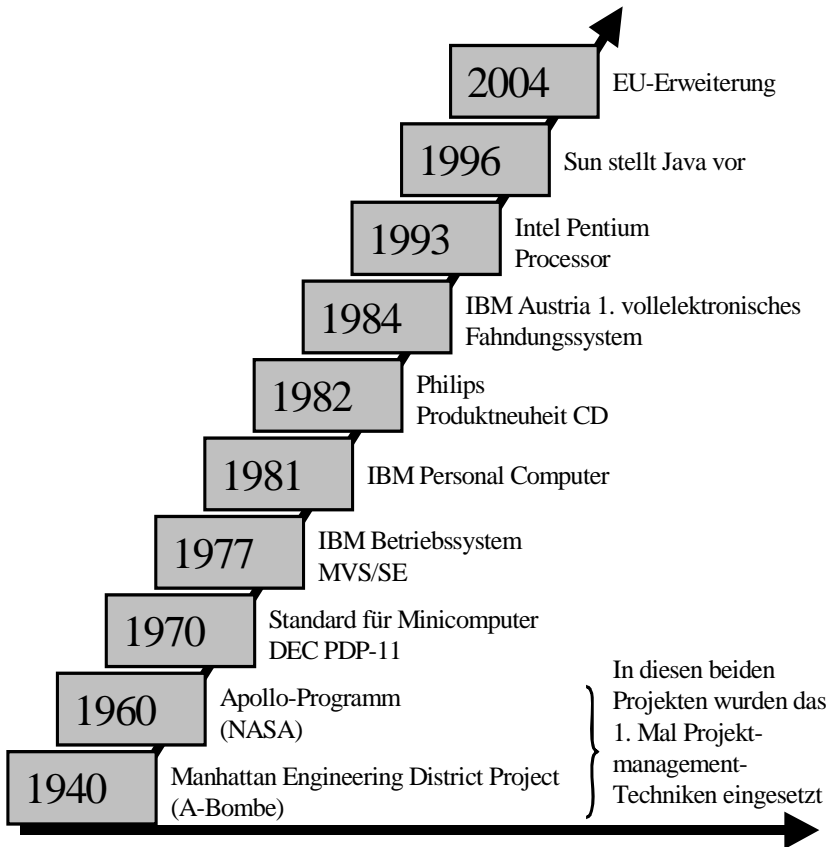 2004
EU-Erweiterung
1996
Sun stellt Java vor
1993
Intel Pentium
Processor
1984
IBM Austria 1. vollelektronisches
Fahndungssystem
1982
Philips
Produktneuheit CD
1981
IBM Personal Computer
1977
IBM Betriebssystem
MVS/SE
1970
Standard für Minicomputer
DEC PDP-11
1960
Apollo-Programm
(NASA)
1940
Manhattan Engineering District Project
(A-Bombe)
In diesen beiden
Projekten wurden das
1. Mal Projekt-
management-
Techniken eingesetzt